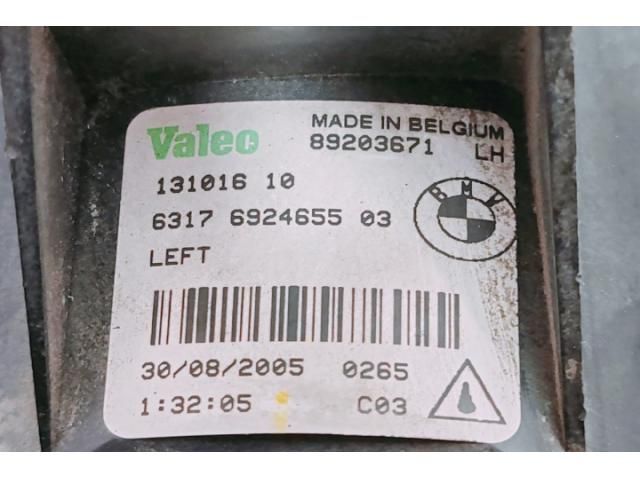 Valeo MADE IN BELGIUM
89203671 LH
131016 10
6317 6924655 03
BMW
LEFT
30/08/2005 0265
1:32:05 C03